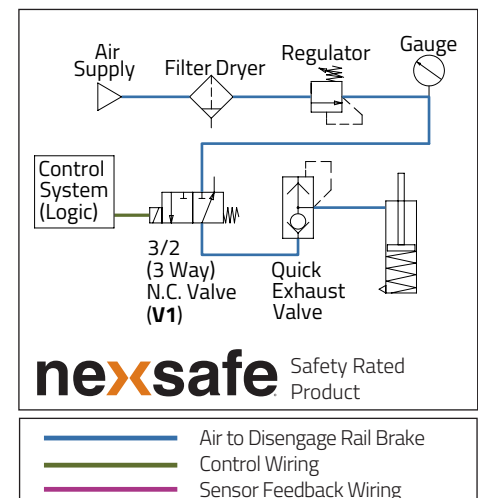 Air
Supply
Filter Dryer
Regulator
Gauge
Control
System
(Logic)
3/2
(3 Way)
N.C. Valve
(V1)
Quick
Exhaust
Valve
nexsafe
Safety Rated
Product
Air to Disengage Rail Brake
Control Wiring
Sensor Feedback Wiring